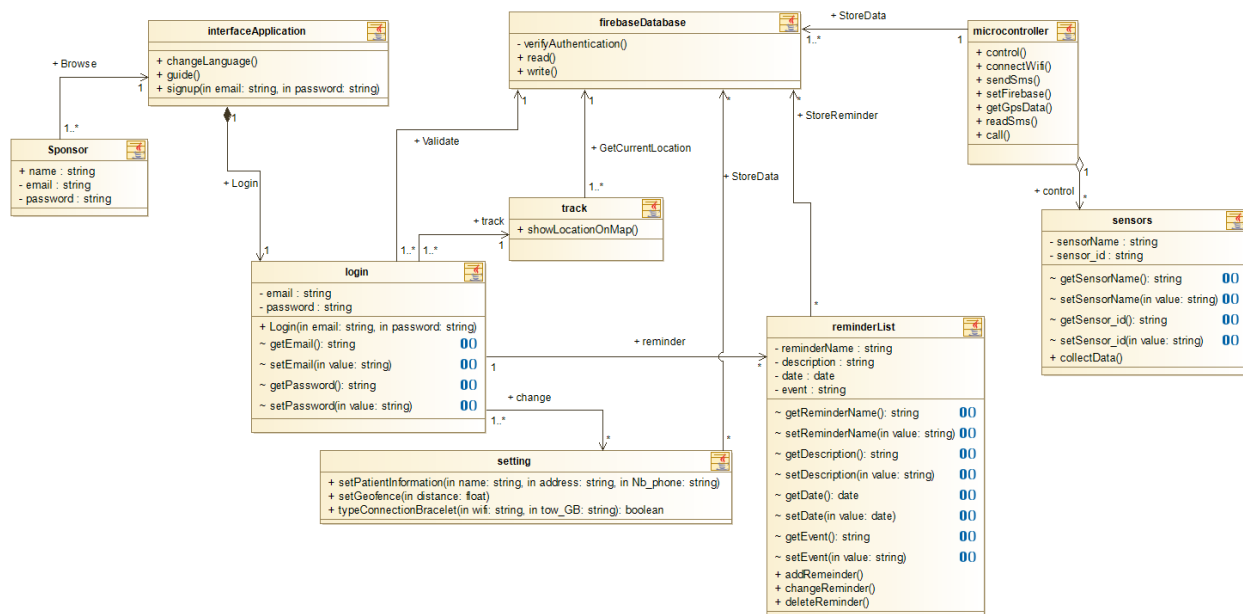 interfaceApplication
+ changeLanguage()
+ guide()
+ signup(in email: string, in password: string)
+ Browse
1
1..*
Sponsor
+ name : string
- email : string
- password : string
1
+ Login
1
firebaseDatabase
- verifyAuthentication()
+ read()
+ write()
+ StoreData
1..*
1
microcontroller
+ control()
+ connectWifi()
+ sendSms()
+ setFirebase()
+ getGpsData()
+ readSms()
+ call()
1
+ control
*
sensors
- sensorName : string
- sensor_id : string
~ getSensorName(): string
~ setSensorName(in value: string)
~ getSensor_id(): string
~ setSensor_id(in value: string)
+ collectData()
1
+ Validate
1..*
1
+ GetCurrentLocation
1..*
*
+ StoreData
*
*
+ StoreReminder
*
track
+ showLocationOnMap()
+ track
1..*
1
login
- email : string
- password : string
+ Login(in email: string, in password: string)
~ getEmail(): string
~ setEmail(in value: string)
~ getPassword(): string
~ setPassword(in value: string)
+ reminder
1
*
+ change
1..*
*
setting
+ setPatientInformation(in name: string, in address: string, in Nb_phone: string)
+ setGeofence(in distance: float)
+ typeConnectionBracelet(in wifi: string, in tow_GB: string): boolean
reminderList
- reminderName : string
- description : string
- date : date
- event : string
~ getReminderName(): string
~ setReminderName(in value: string)
~ getDescription(): string
~ setDescription(in value: string)
~ getDate(): date
~ setDate(in value: date)
~ getEvent(): string
~ setEvent(in value: string)
+ addRemeinder()
+ changeReminder()
+ deleteReminder()